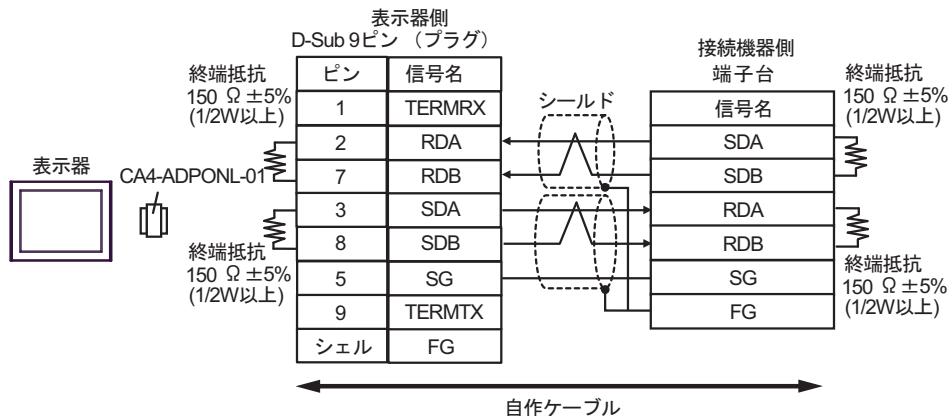 表示器側
D-Sub 9ピン （プラグ）
接続機器側
端子台
終端抵抗
150 Ω ±5%
(1/2W以上)
ピン 信号名
1 TERMRX
2 RDA
7 RDB
3 SDA
8 SDB
5 SG
9 TERMTX
シェル FG
シールド
信号名
SDA
SDB
RDA
RDB
SG
FG
終端抵抗
150 Ω ±5%
(1/2W以上)
表示器
CA4-ADPONL-01
終端抵抗
150 Ω ±5%
(1/2W以上)
終端抵抗
150 Ω ±5%
(1/2W以上)
自作ケーブル